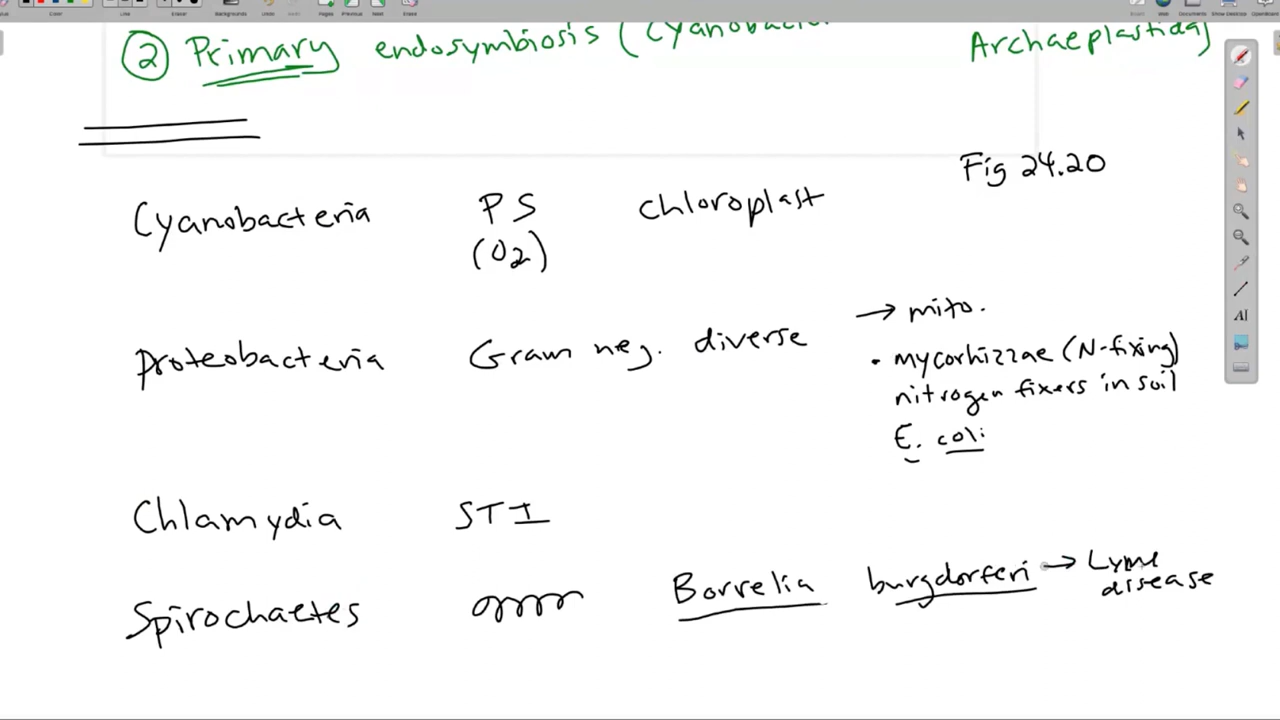 ② Primary endosymbiosis (Cyanobacter
Archaeplastida)
Fig 24.20
Cyanobacteria PS chloroplast
(O2)
Proteobacteria Gram neg. diverse → mito.
• mycorhizzae (N-fixing)
nitrogen fixers in soil
E. coli
Chlamydia STI
Spirochaetes Borrelia burgdorferi → Lyme
disease